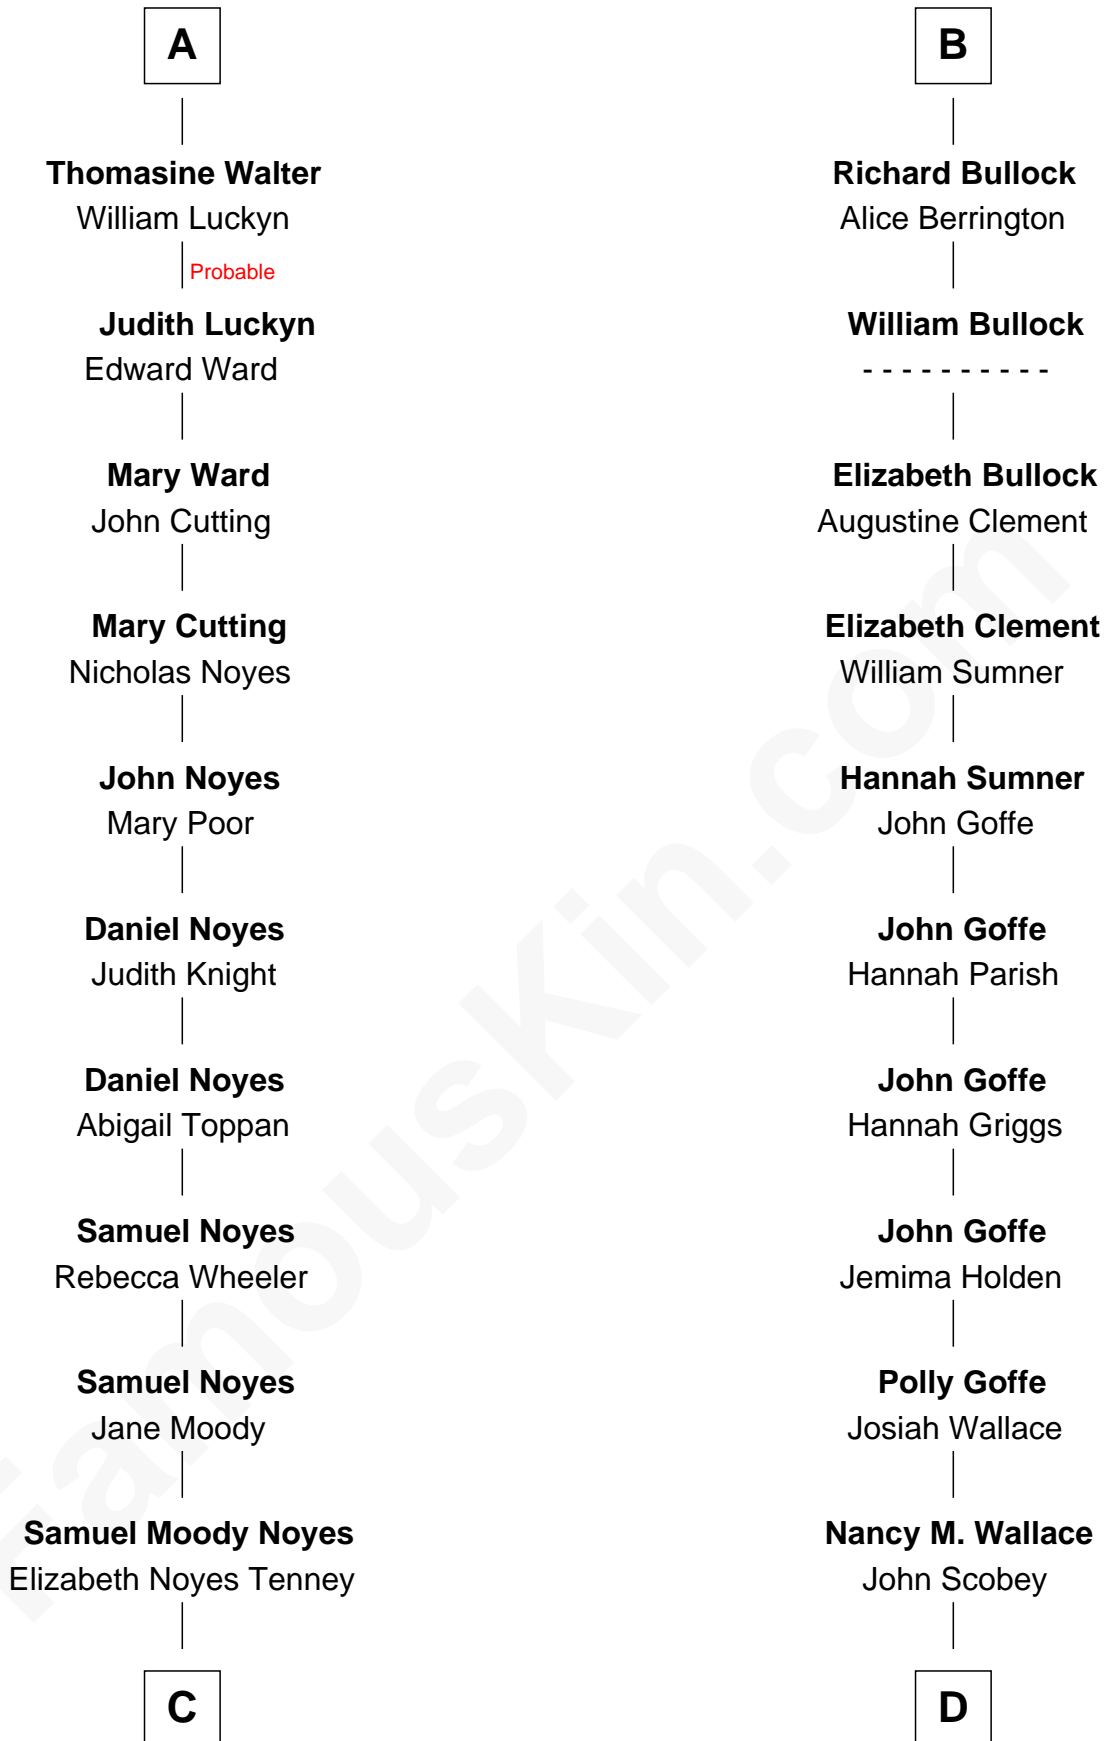 A
Thomasine Walter
William Luckyn
Probable
Judith Luckyn
Edward Ward
Mary Ward
John Cutting
Mary Cutting
Nicholas Noyes
John Noyes
Mary Poor
Daniel Noyes
Judith Knight
Daniel Noyes
Abigail Toppan
Samuel Noyes
Rebecca Wheeler
Samuel Noyes
Jane Moody
Samuel Moody Noyes
Elizabeth Noyes Tenney
C
B
Richard Bullock
Alice Berrington
William Bullock
- - - - - - - - - -
Elizabeth Bullock
Augustine Clement
Elizabeth Clement
William Sumner
Hannah Sumner
John Goffe
John Goffe
Hannah Parish
John Goffe
Hannah Griggs
John Goffe
Jemima Holden
Polly Goffe
Josiah Wallace
Nancy M. Wallace
John Scobey
D
FamousKin.com